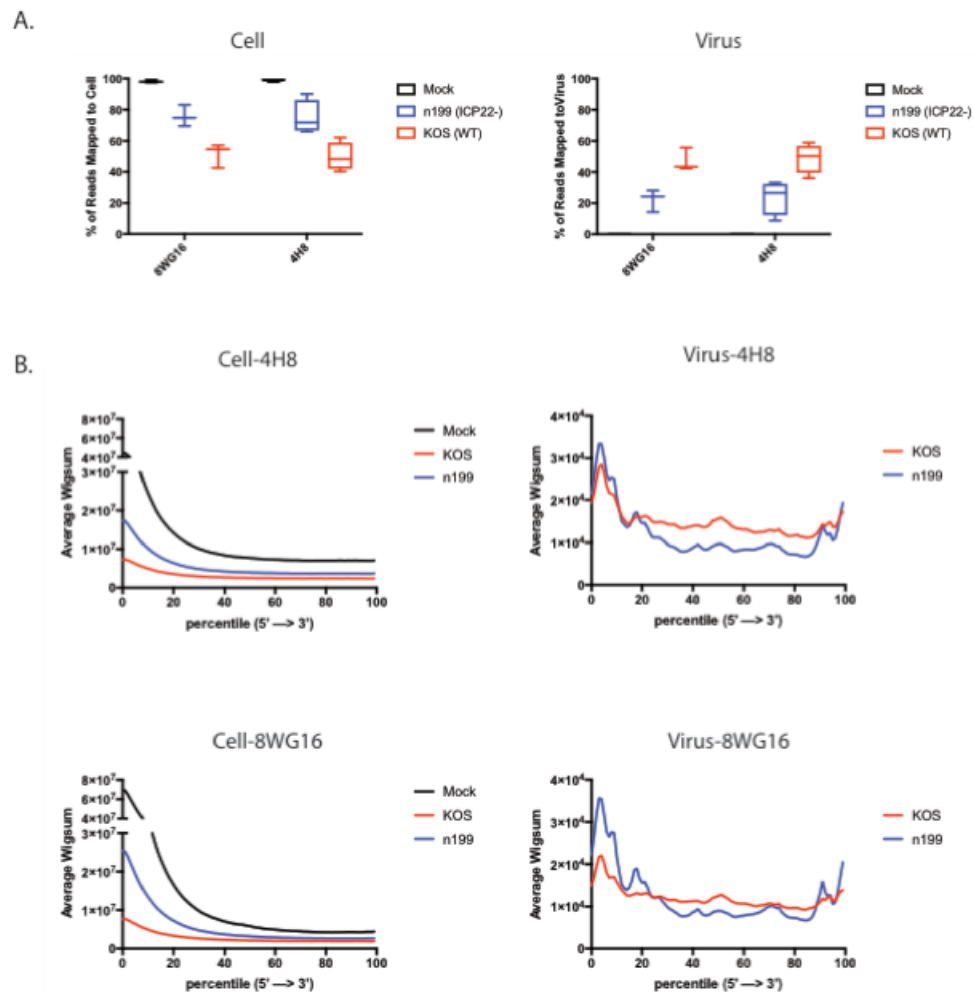 A.
Cell
% of Reads Mapped to Cell
100
80
60
40
20
0
8WG16
4H8
Mock
n199 (ICP22-)
KOS (WT)
Virus
% of Reads Mapped toVirus
100
80
60
40
20
0
8WG16
4H8
Mock
n199 (ICP22-)
KOS (WT)
B.
Cell-4H8
Average Wigsum
8×10⁷
6×10⁷
4×10⁷
3×10⁷
2×10⁷
1×10⁷
0
0 20 40 60 80 100
percentile (5' —> 3')
Mock
KOS
n199
Virus-4H8
Average Wigsum
4×10⁴
3×10⁴
2×10⁴
1×10⁴
0
0 20 40 60 80 100
percentile (5' —> 3')
KOS
n199
Cell-8WG16
Average Wigsum
8×10⁷
6×10⁷
4×10⁷
3×10⁷
2×10⁷
1×10⁷
0
0 20 40 60 80 100
percentile (5' —> 3')
Mock
KOS
n199
Virus-8WG16
Average Wigsum
4×10⁴
3×10⁴
2×10⁴
1×10⁴
0
0 20 40 60 80 100
percentile (5' —> 3')
KOS
n199